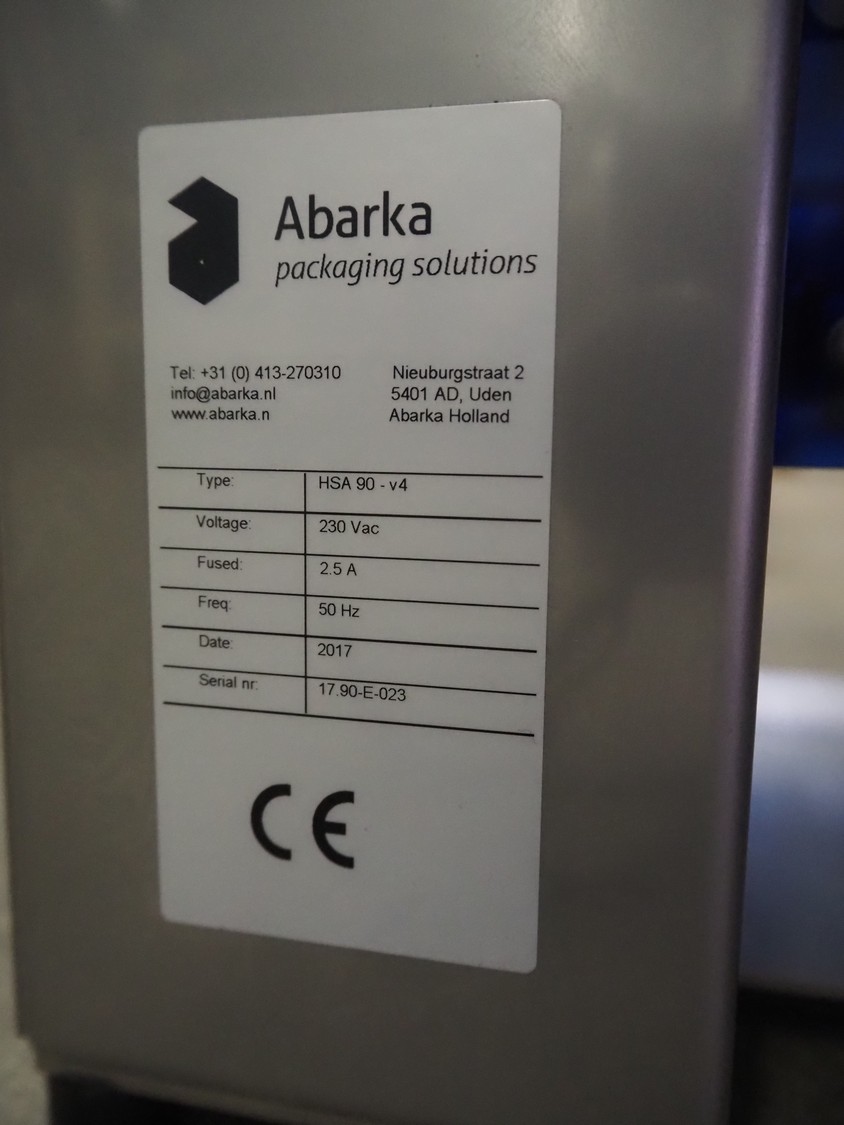 Abarka
packaging solutions
Tel: +31 (0) 413-270310
info@abarka.nl
www.abarka.n
Nieuburgstraat 2
5401 AD, Uden
Abarka Holland
Type: HSA 90 - v4
Voltage: 230 Vac
Fused: 2.5 A
Freq: 50 Hz
Date: 2017
Serial nr: 17.90-E-023
CE